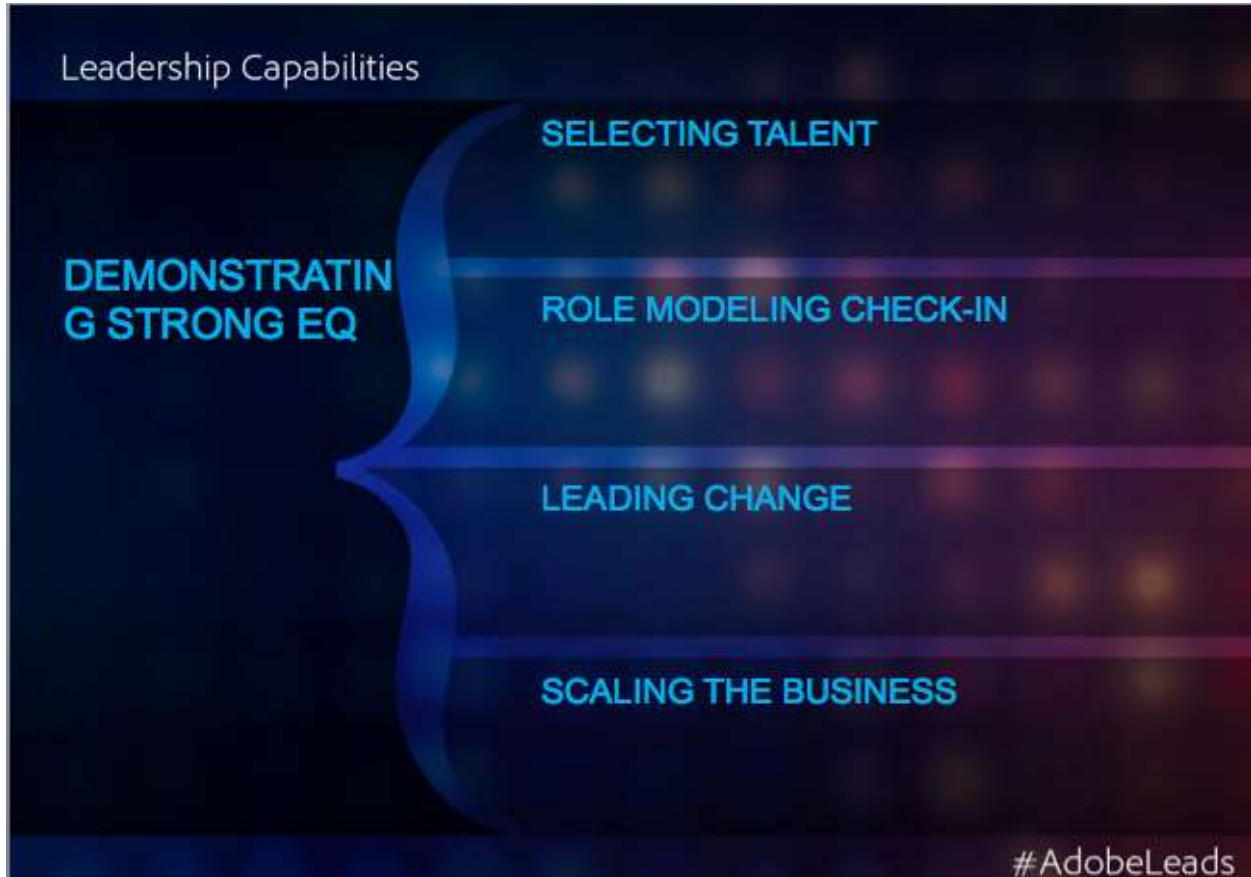 Leadership Capabilities
SELECTING TALENT
DEMONSTRATIN
G STRONG EQ
ROLE MODELING CHECK-IN
LEADING CHANGE
SCALING THE BUSINESS
#AdobeLeads